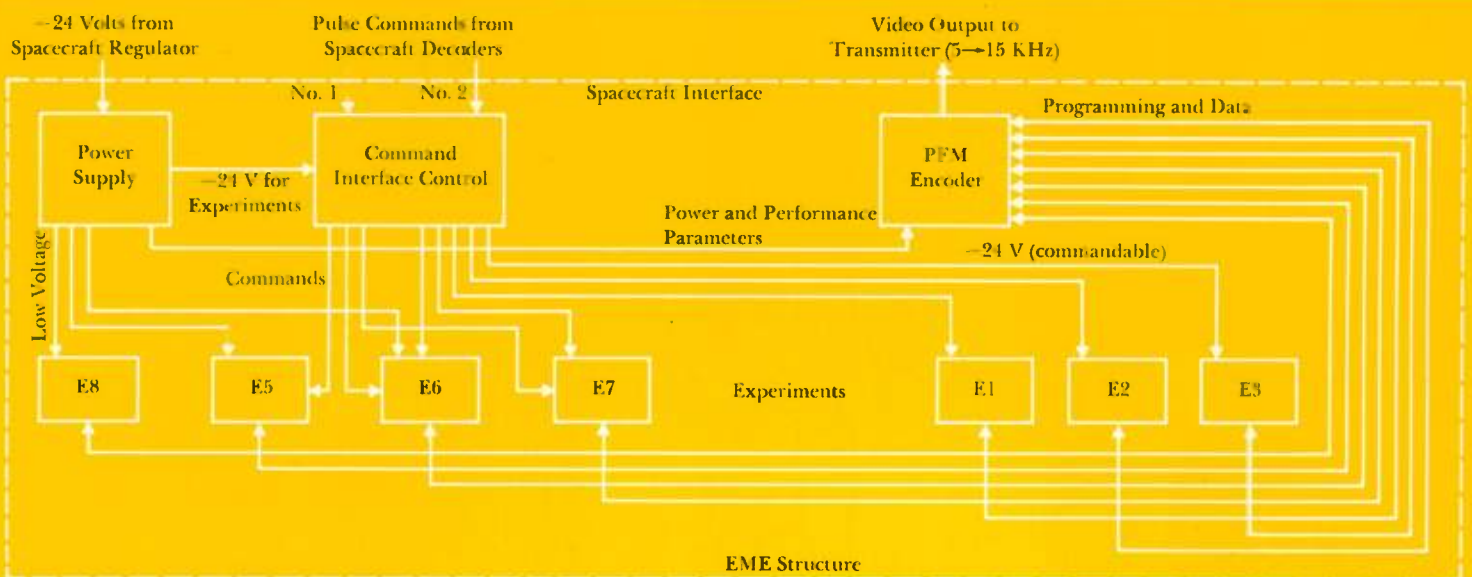 −24 Volts from
Spacecraft Regulator
Pulse Commands from
Spacecraft Decoders
Video Output to
Transmitter (5→15 KHz)
No. 1
No. 2
Spacecraft Interface
Programming and Data
Power
Supply
−24 V for
Experiments
Command
Interface Control
PFM
Encoder
Power and Performance
Parameters
−24 V (commandable)
Low Voltage
Commands
E8
E5
E6
E7
Experiments
E1
E2
E3
EME Structure